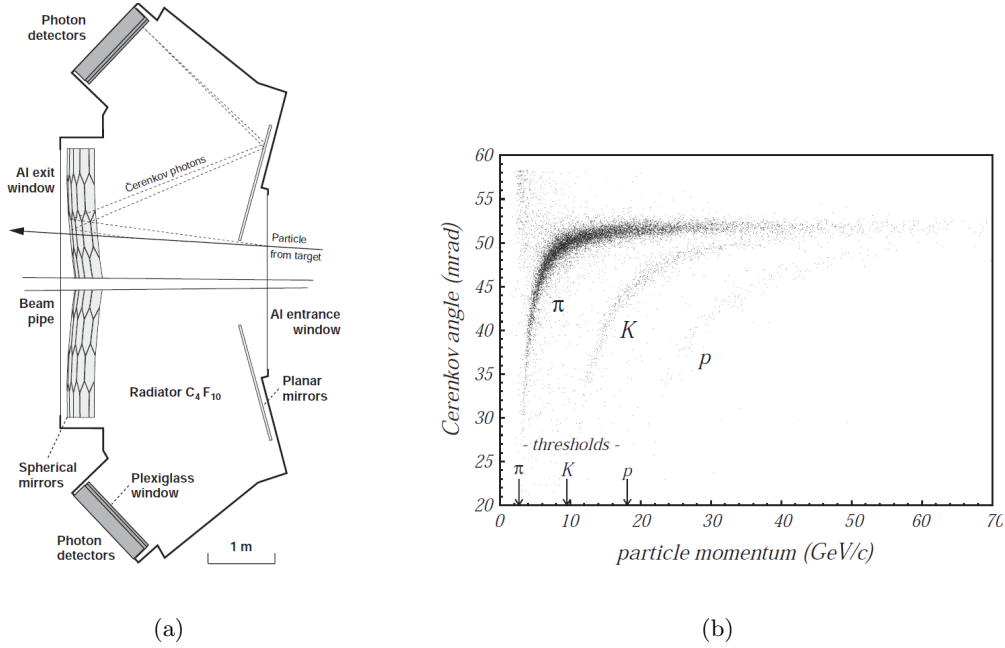 Photon
detectors
Al exit
window
Čerenkov photons
Particle
from target
Beam
pipe
Al entrance
window
Radiator C₄ F₁₀
Planar
mirrors
Spherical
mirrors
Plexiglass
window
Photon
detectors
1 m
(a)
Cerenkov angle (mrad)
60
55
50
45
40
35
30
25
20
π
K
p
- thresholds -
π K p
0 10 20 30 40 50 60 70
particle momentum (GeV/c)
(b)